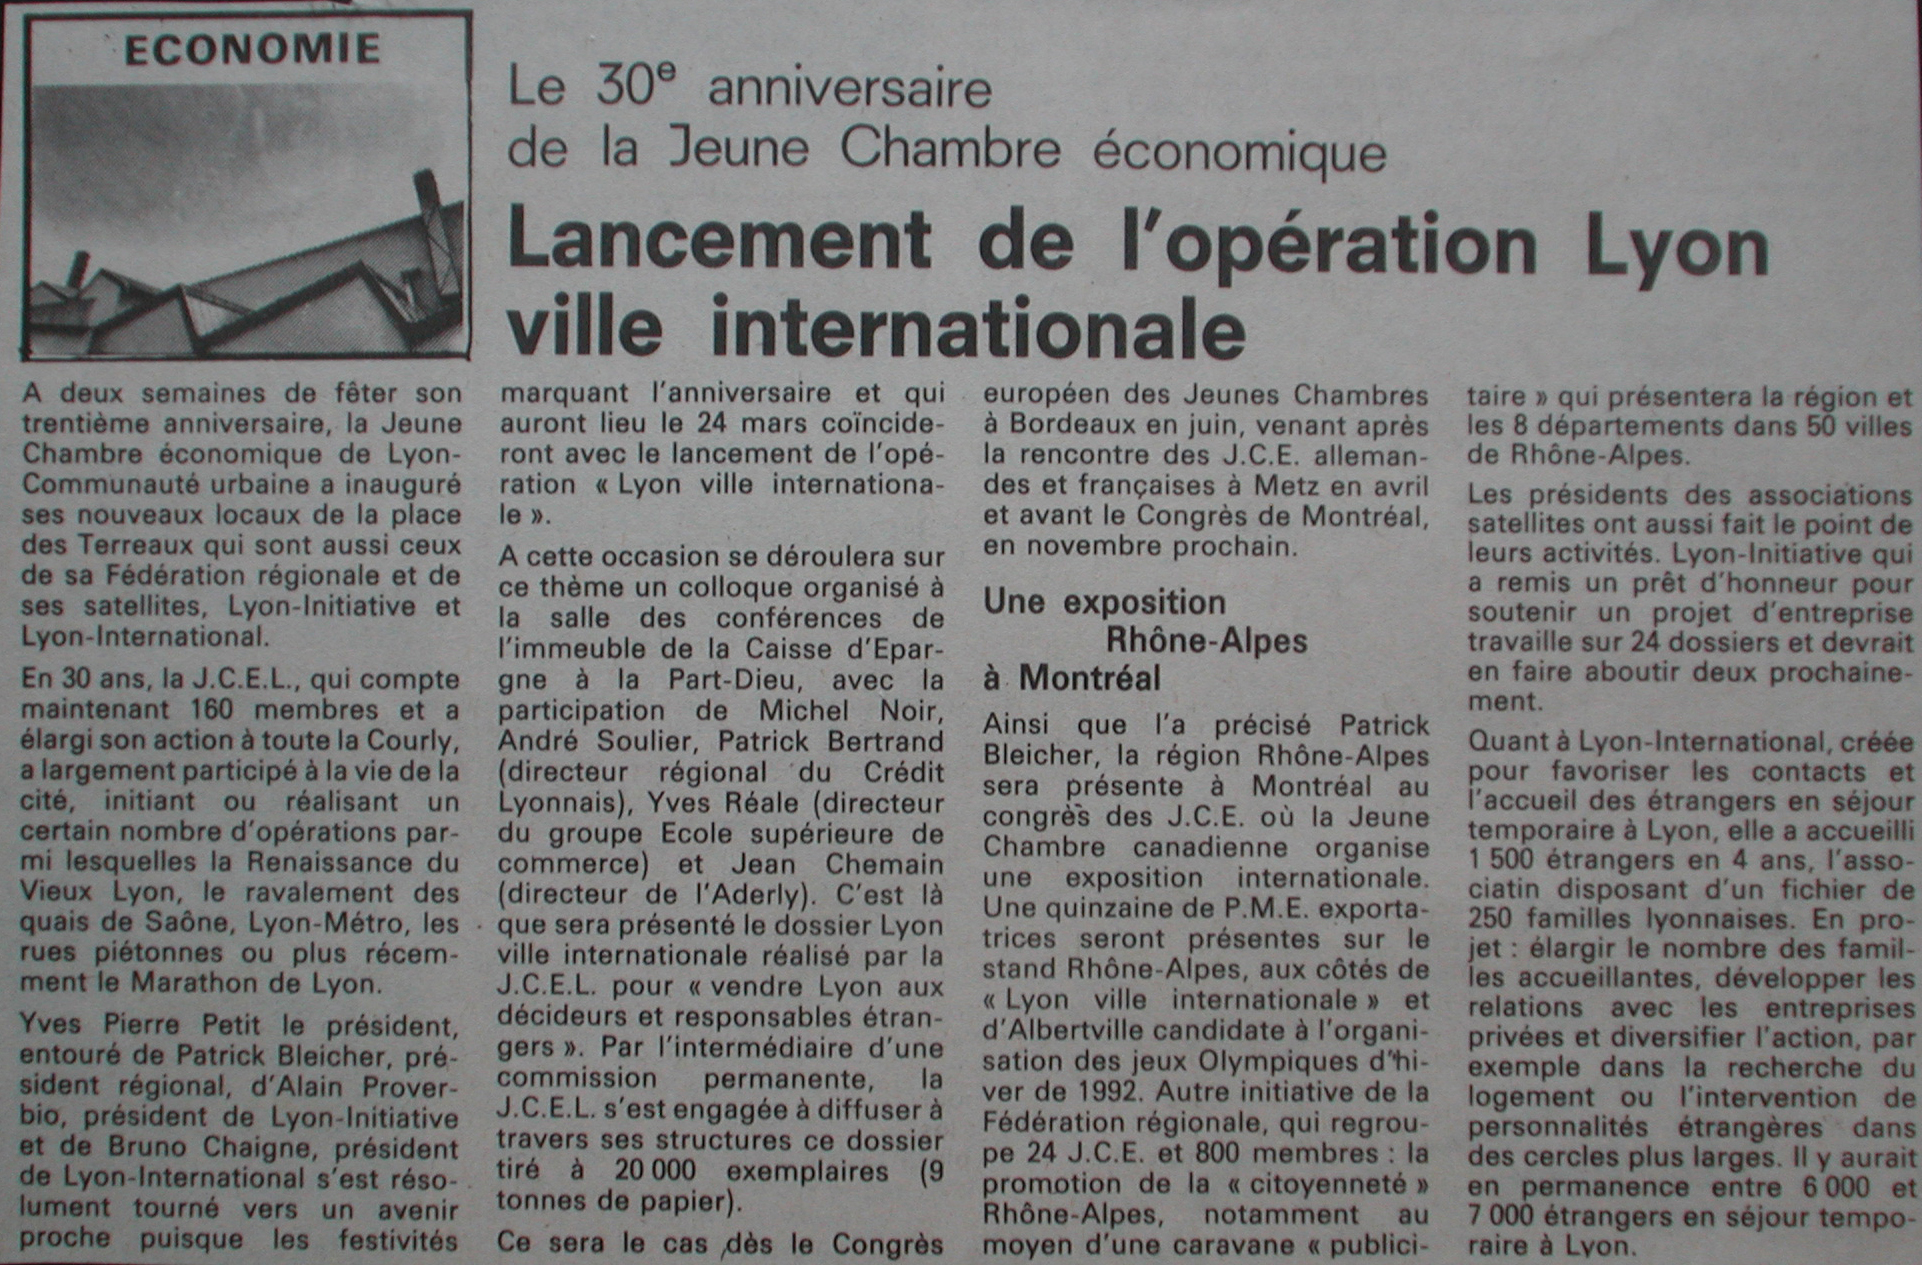 ECONOMIE
Le 30e anniversaire
de la Jeune Chambre économique
Lancement de l'opération Lyon
ville internationale
A deux semaines de fêter son
trentième anniversaire, la Jeune
Chambre économique de Lyon-
Communauté urbaine a inauguré
ses nouveaux locaux de la place
des Terreaux qui sont aussi ceux
de sa Fédération régionale et de
ses satellites, Lyon-Initiative et
Lyon-International.
En 30 ans, la J.C.E.L., qui compte
maintenant 160 membres et a
élargi son action à toute la Courly,
a largement participé à la vie de la
cité, initiant ou réalisant un
certain nombre d'opérations par-
mi lesquelles la Renaissance du
Vieux Lyon, le ravalement des
quais de Saône, Lyon-Métro, les
rues piétonnes ou plus récem-
ment le Marathon de Lyon.
Yves Pierre Petit le président,
entouré de Patrick Bleicher, pré-
sident régional, d'Alain Prover-
bio, président de Lyon-Initiative
et de Bruno Chaigne, président
de Lyon-International s'est réso-
lument tourné vers un avenir
proche puisque les festivités
marquant l'anniversaire et qui
auront lieu le 24 mars coïncide-
ront avec le lancement de l'opé-
ration « Lyon ville internationa-
le ».
A cette occasion se déroulera sur
ce thème un colloque organisé à
la salle des conférences de
l'immeuble de la Caisse d'Epar-
gne à la Part-Dieu, avec la
participation de Michel Noir,
André Soulier, Patrick Bertrand
(directeur régional du Crédit
Lyonnais), Yves Réale (directeur
du groupe Ecole supérieure de
commerce) et Jean Chemain
(directeur de l'Aderly). C'est là
que sera présenté le dossier Lyon
ville internationale réalisé par la
J.C.E.L. pour « vendre Lyon aux
décideurs et responsables étran-
gers ». Par l'intermédiaire d'une
commission permanente, la
J.C.E.L. s'est engagée à diffuser à
travers ses structures ce dossier
tiré à 20 000 exemplaires (9
tonnes de papier).
Ce sera le cas dès le Congrès
européen des Jeunes Chambres
à Bordeaux en juin, venant après
la rencontre des J.C.E. alleman-
des et françaises à Metz en avril
et avant le Congrès de Montréal,
en novembre prochain.
Une exposition
Rhône-Alpes
à Montréal
Ainsi que l'a précisé Patrick
Bleicher, la région Rhône-Alpes
sera présente à Montréal au
congrès des J.C.E. où la Jeune
Chambre canadienne organise
une exposition internationale.
Une quinzaine de P.M.E. exporta-
trices seront présentes sur le
stand Rhône-Alpes, aux côtés de
« Lyon ville internationale » et
d'Albertville candidate à l'organi-
sation des jeux Olympiques d'hi-
ver de 1992. Autre initiative de la
Fédération régionale, qui regrou-
pe 24 J.C.E. et 800 membres : la
promotion de la « citoyenneté »
Rhône-Alpes, notamment au
moyen d'une caravane « publici-
taire » qui présentera la région et
les 8 départements dans 50 villes
de Rhône-Alpes.
Les présidents des associations
satellites ont aussi fait le point de
leurs activités. Lyon-Initiative qui
a remis un prêt d'honneur pour
soutenir un projet d'entreprise
travaille sur 24 dossiers et devrait
en faire aboutir deux prochaine-
ment.
Quant à Lyon-International, créée
pour favoriser les contacts et
l'accueil des étrangers en séjour
temporaire à Lyon, elle a accueilli
1 500 étrangers en 4 ans, l'asso-
ciatin disposant d'un fichier de
250 familles lyonnaises. En pro-
jet : élargir le nombre des famil-
les accueillantes, développer les
relations avec les entreprises
privées et diversifier l'action, par
exemple dans la recherche du
logement ou l'intervention de
personnalités étrangères dans
des cercles plus larges. Il y aurait
en permanence entre 6 000 et
7 000 étrangers en séjour tempo-
raire à Lyon.